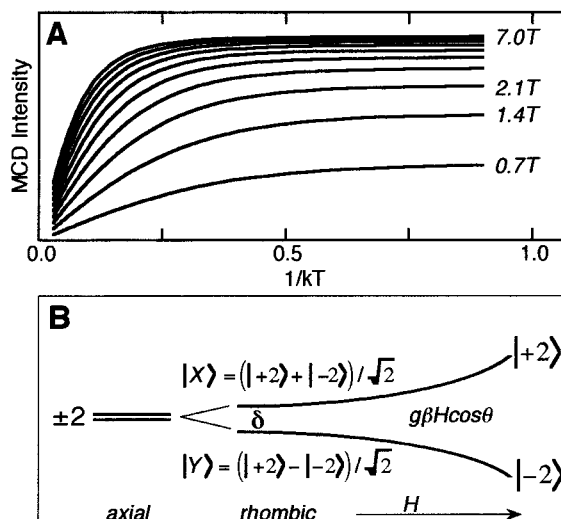 A
MCD Intensity
7.0T
2.1T
1.4T
0.7T
0.0 0.5 1.0
1/kT
B
|X⟩ = (|+2⟩+|-2⟩)/√2
|+2⟩
±2
δ
gβHcosθ
|Y⟩ = (|+2⟩-|-2⟩)/√2
|-2⟩
axial rhombic H